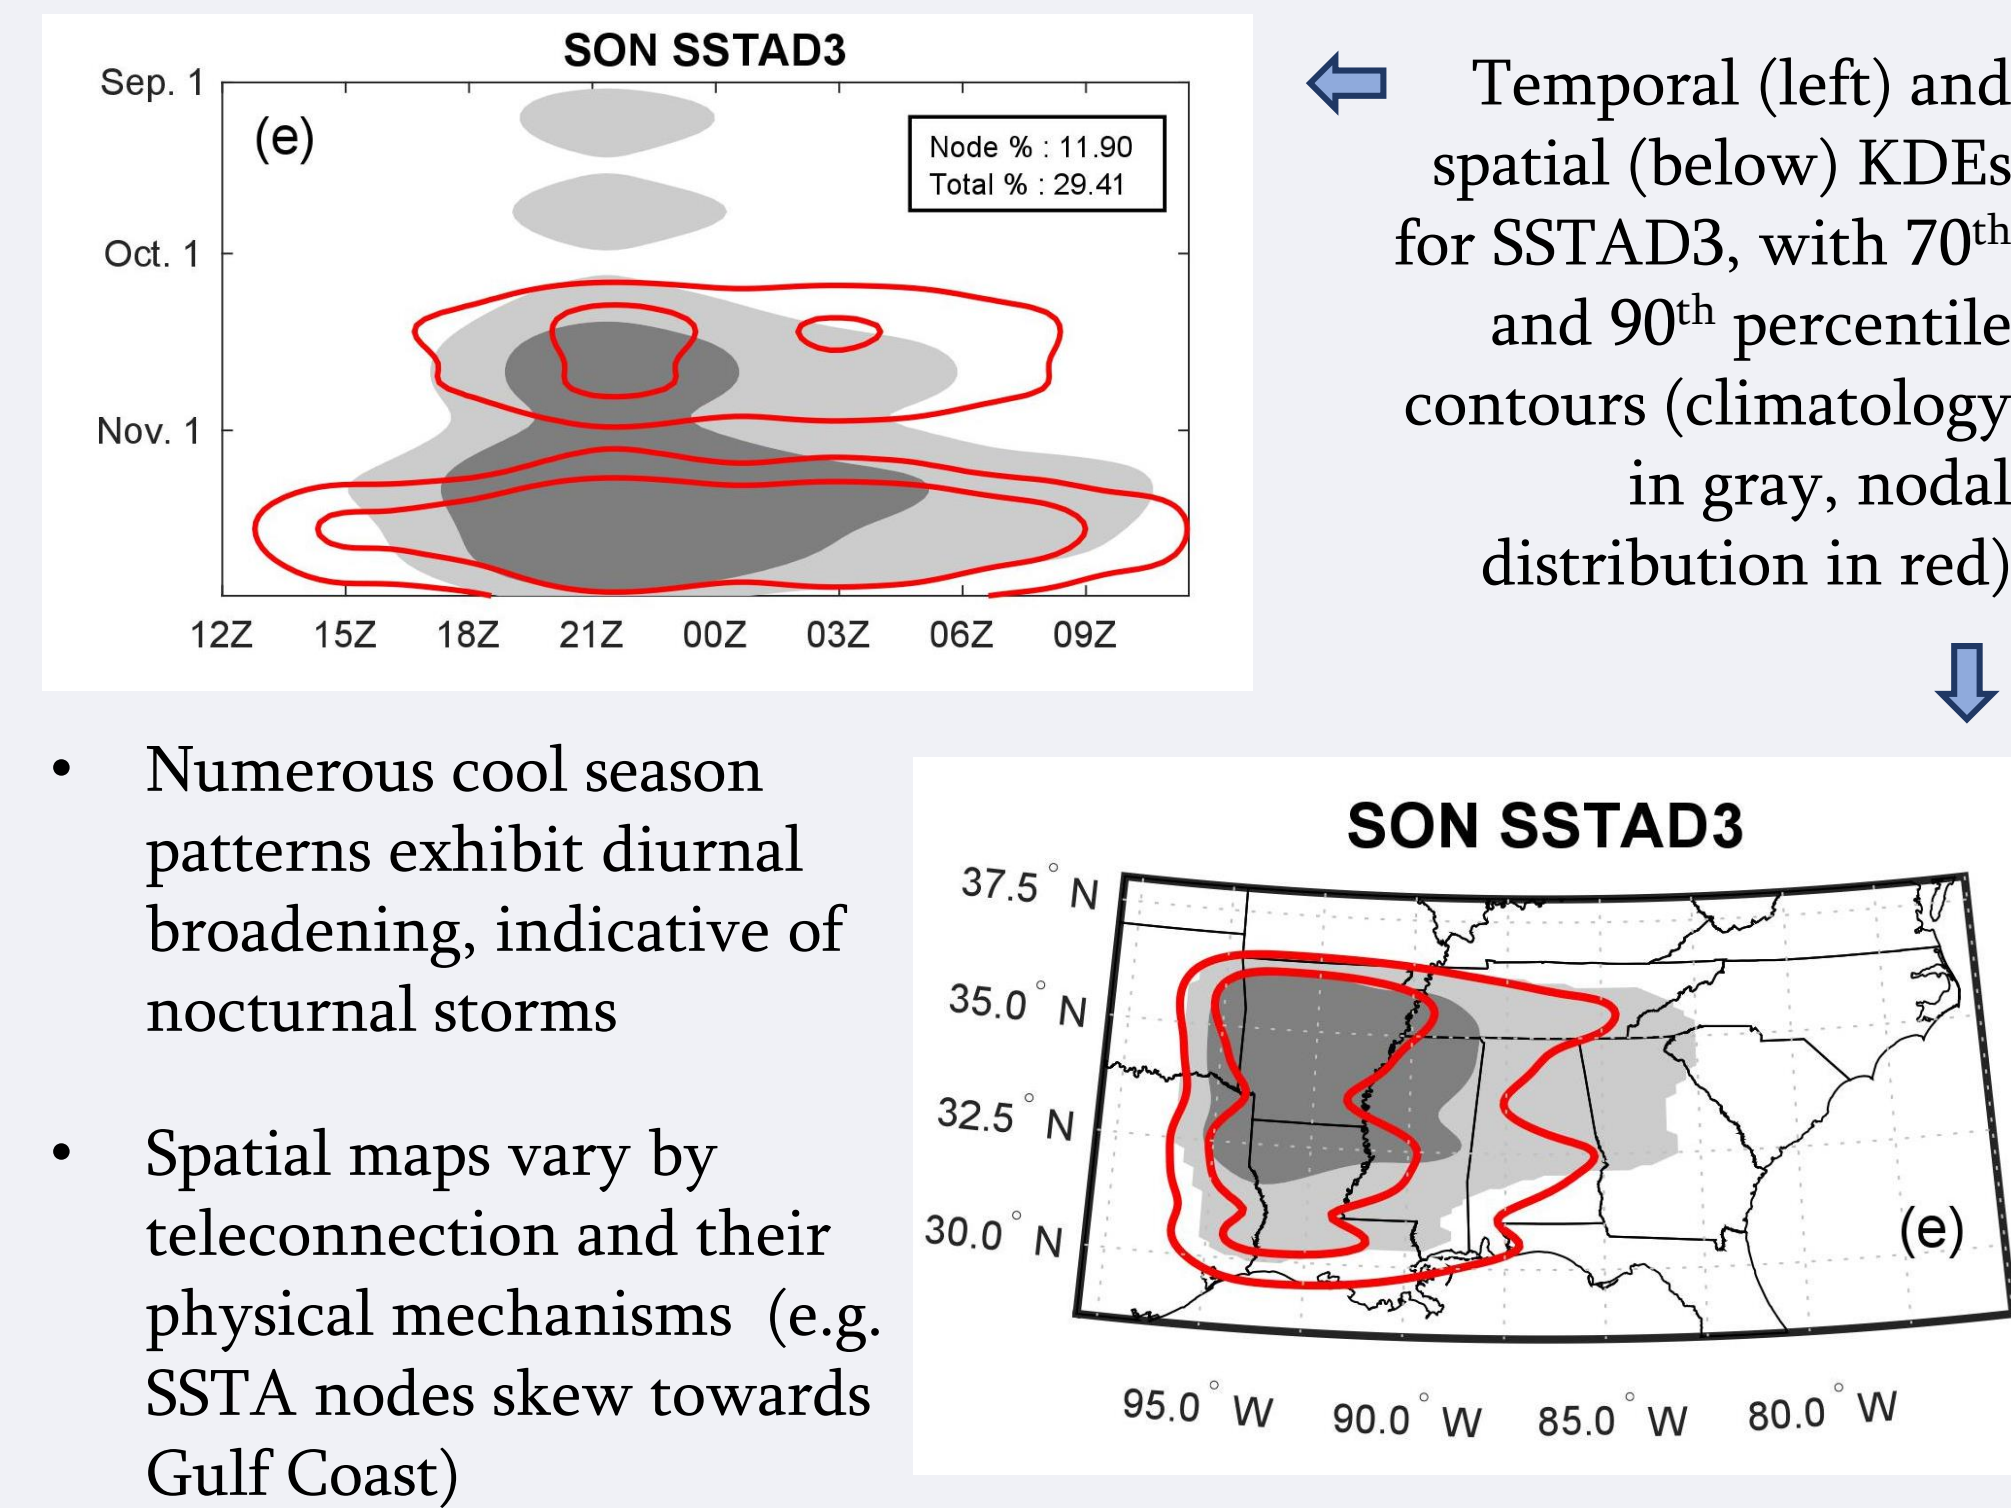 SON SSTAD3
Sep. 1
(e)
Node % : 11.90
Total % : 29.41
Oct. 1
Nov. 1
12Z 15Z 18Z 21Z 00Z 03Z 06Z 09Z
Temporal (left) and
spatial (below) KDEs
for SSTAD3, with 70th
and 90th percentile
contours (climatology
in gray, nodal
distribution in red)
• Numerous cool season
patterns exhibit diurnal
broadening, indicative of
nocturnal storms
• Spatial maps vary by
teleconnection and their
physical mechanisms (e.g.
SSTA nodes skew towards
Gulf Coast)
SON SSTAD3
37.5° N
35.0° N
32.5° N
30.0° N
(e)
95.0° W 90.0° W 85.0° W 80.0° W